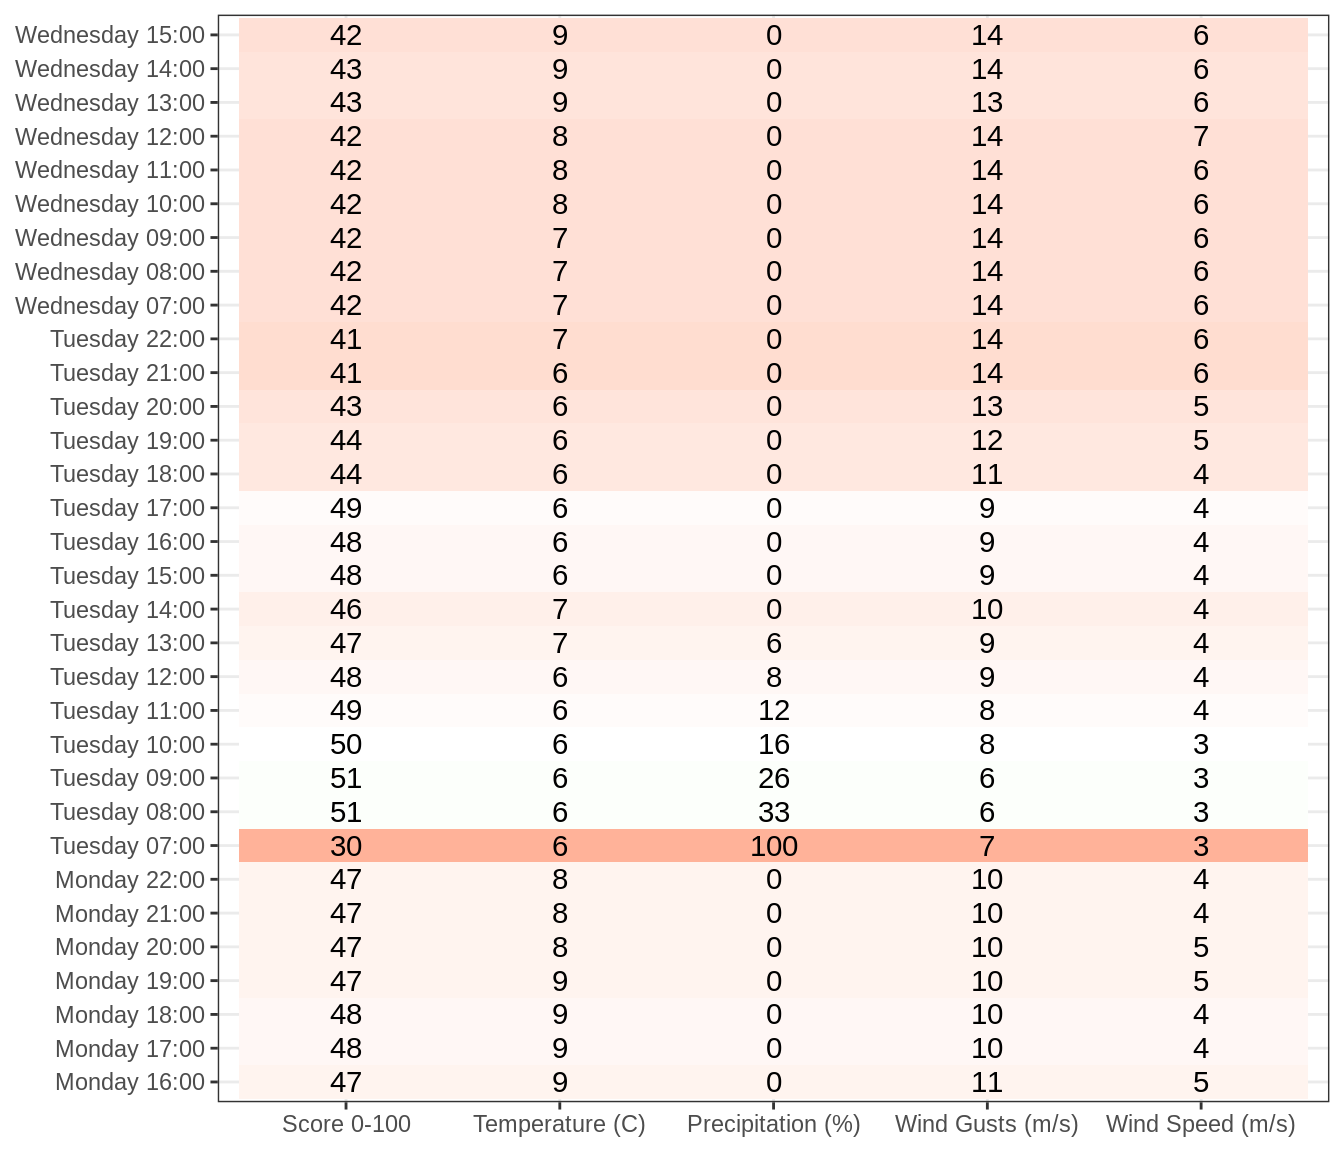 Wednesday 15:00 42 9 0 14 6
Wednesday 14:00 43 9 0 14 6
Wednesday 13:00 43 9 0 13 6
Wednesday 12:00 42 8 0 14 7
Wednesday 11:00 42 8 0 14 6
Wednesday 10:00 42 8 0 14 6
Wednesday 09:00 42 7 0 14 6
Wednesday 08:00 42 7 0 14 6
Wednesday 07:00 42 7 0 14 6
Tuesday 22:00 41 7 0 14 6
Tuesday 21:00 41 6 0 14 6
Tuesday 20:00 43 6 0 13 5
Tuesday 19:00 44 6 0 12 5
Tuesday 18:00 44 6 0 11 4
Tuesday 17:00 49 6 0 9 4
Tuesday 16:00 48 6 0 9 4
Tuesday 15:00 48 6 0 9 4
Tuesday 14:00 46 7 0 10 4
Tuesday 13:00 47 7 6 9 4
Tuesday 12:00 48 6 8 9 4
Tuesday 11:00 49 6 12 8 4
Tuesday 10:00 50 6 16 8 3
Tuesday 09:00 51 6 26 6 3
Tuesday 08:00 51 6 33 6 3
Tuesday 07:00 30 6 100 7 3
Monday 22:00 47 8 0 10 4
Monday 21:00 47 8 0 10 4
Monday 20:00 47 8 0 10 5
Monday 19:00 47 9 0 10 5
Monday 18:00 48 9 0 10 4
Monday 17:00 48 9 0 10 4
Monday 16:00 47 9 0 11 5
Score 0-100 Temperature (C) Precipitation (%) Wind Gusts (m/s) Wind Speed (m/s)